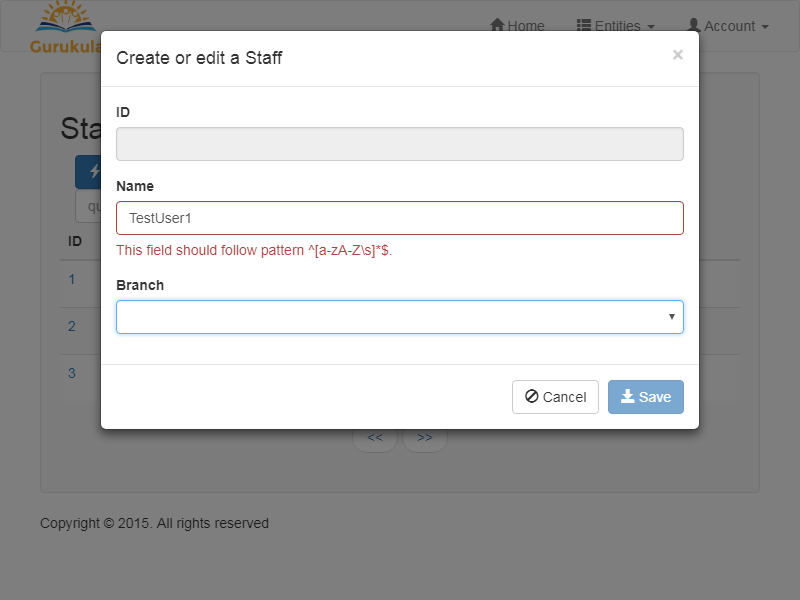 Gurukula
Home
Entities
Account
Create or edit a Staff
×
ID
Name
TestUser1
This field should follow pattern ^[a-zA-Z\s]*$.
Branch
Cancel
Save
Sta
qu
ID
1
2
3
<< >>
Copyright © 2015. All rights reserved